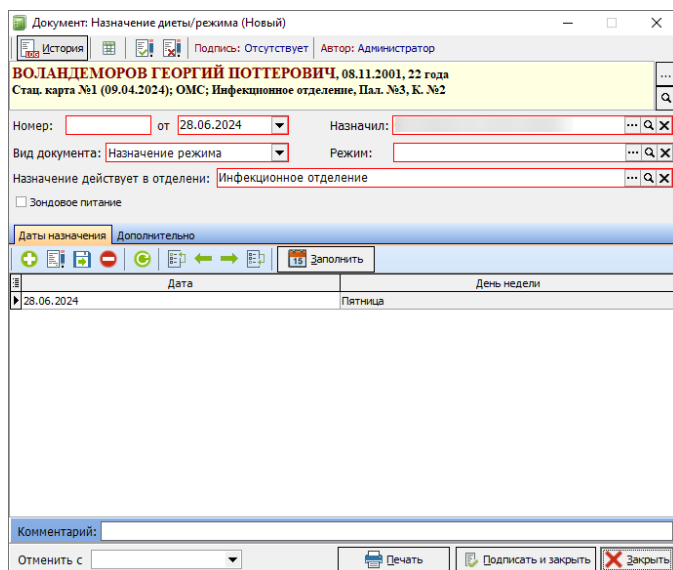 Документ: Назначение диеты/режима (Новый)
История Подпись: Отсутствует Автор: Администратор
ВОЛАНДЕМОРОВ ГЕОРГИЙ ПОТТЕРОВИЧ, 08.11.2001, 22 года
Стац. карта №1 (09.04.2024); ОМС; Инфекционное отделение, Пал. №3, К. №2
Номер: от 28.06.2024 Назначил:
Вид документа: Назначение режима Режим:
Назначение действует в отделени: Инфекционное отделение
Зондовое питание
Даты назначения Дополнительно
15 Заполнить
Дата День недели
28.06.2024 Пятница
Комментарий:
Отменить с Печать Подписать и закрыть Закрыть